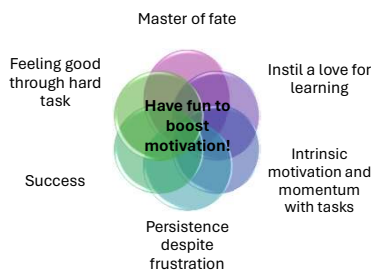 Master of fate
Feeling good
through hard
task
Instil a love for
learning
Have fun to
boost
motivation!
Success
Intrinsic
motivation and
momentum
with tasks
Persistence
despite
frustration